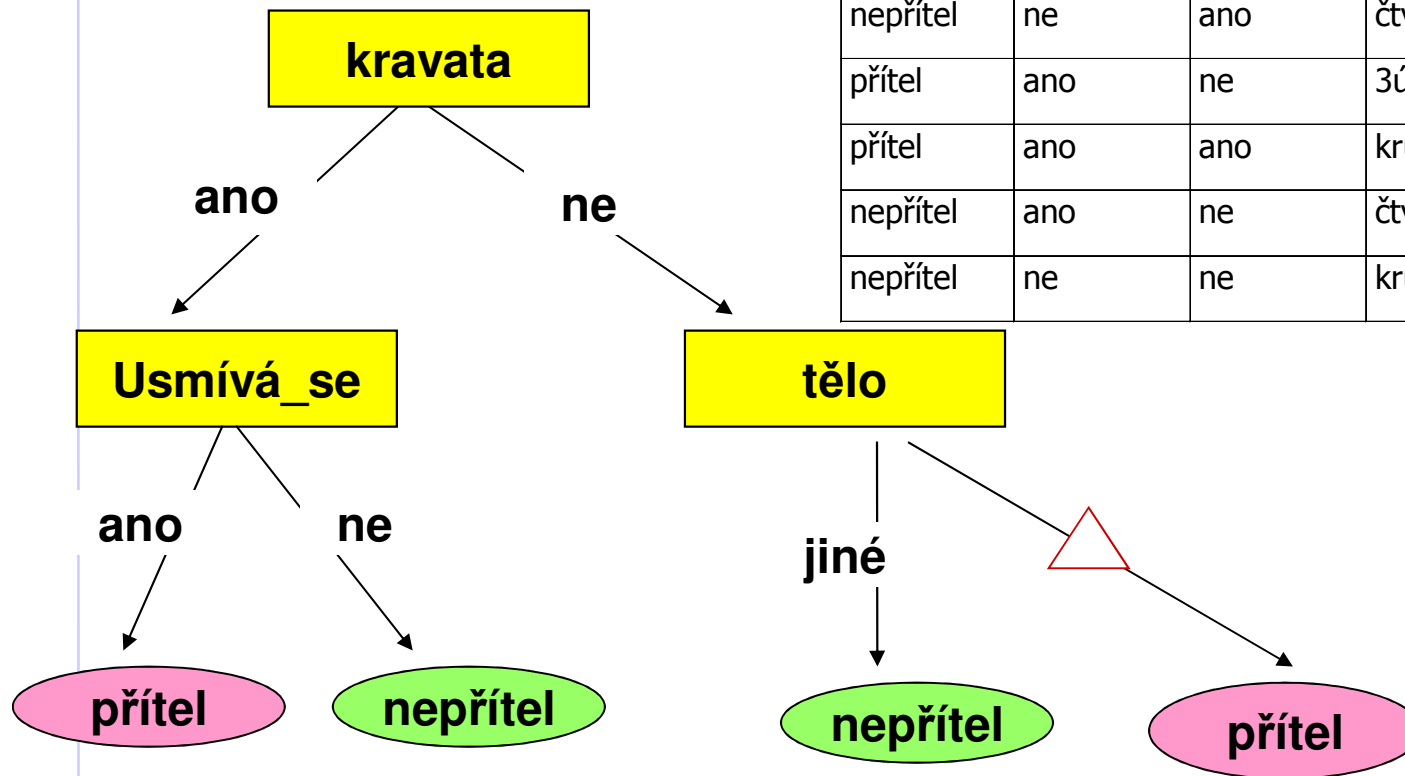 nepřítel ne ano
přítel ano ne
přítel ano ano
nepřítel ano ne
nepřítel ne ne
kravata
ano ne
Usmívá_se tělo
ano ne jiné
přítel nepřítel nepřítel přítel